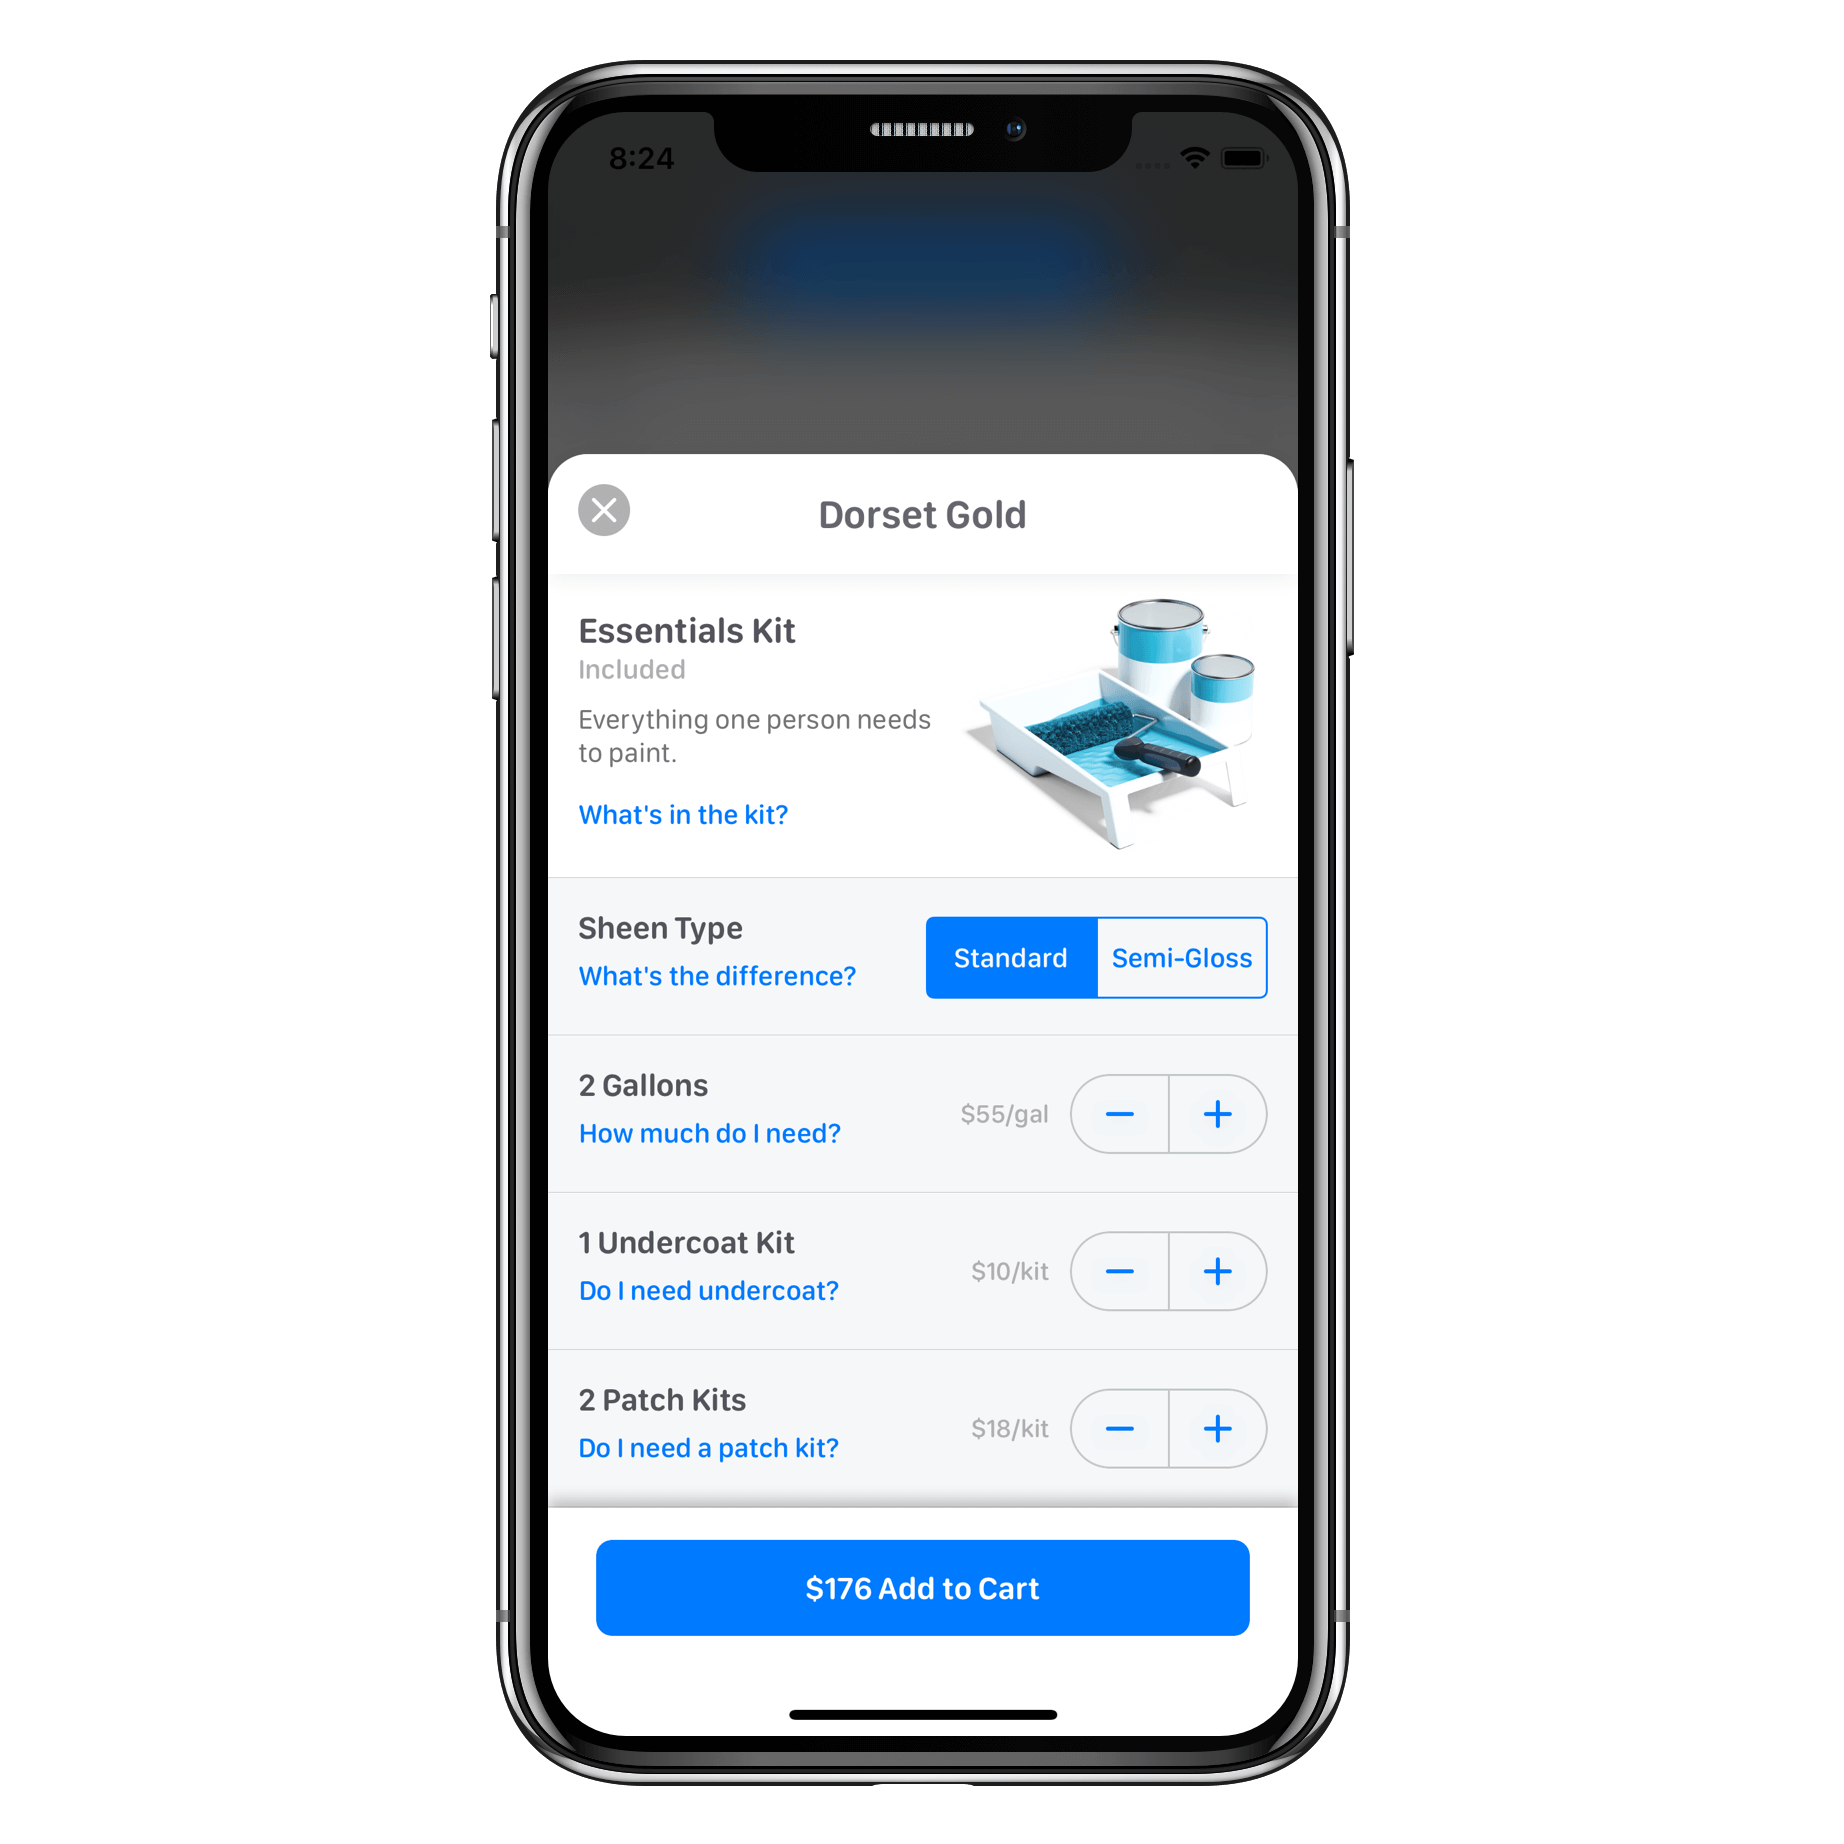 8:24
Dorset Gold
Essentials Kit
Included
Everything one person needs
to paint.
What's in the kit?
Sheen Type
What's the difference?
Standard
Semi-Gloss
2 Gallons
How much do I need?
$55/gal
1 Undercoat Kit
Do I need undercoat?
$10/kit
2 Patch Kits
Do I need a patch kit?
$18/kit
$176 Add to Cart